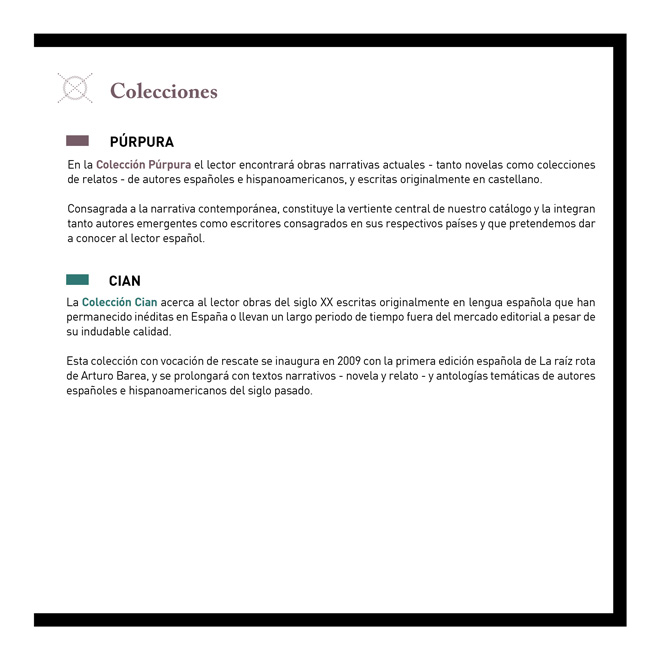 Colecciones
PÚRPURA
En la Colección Púrpura el lector encontrará obras narrativas actuales - tanto novelas como colecciones
de relatos - de autores españoles e hispanoamericanos, y escritas originalmente en castellano.
Consagrada a la narrativa contemporánea, constituye la vertiente central de nuestro catálogo y la integran
tanto autores emergentes como escritores consagrados en sus respectivos países y que pretendemos dar
a conocer al lector español.
CIAN
La Colección Cian acerca al lector obras del siglo XX escritas originalmente en lengua española que han
permanecido inéditas en España o llevan un largo periodo de tiempo fuera del mercado editorial a pesar de
su indudable calidad.
Esta colección con vocación de rescate se inaugura en 2009 con la primera edición española de La raíz rota
de Arturo Barea, y se prolongará con textos narrativos - novela y relato - y antologías temáticas de autores
españoles e hispanoamericanos del siglo pasado.